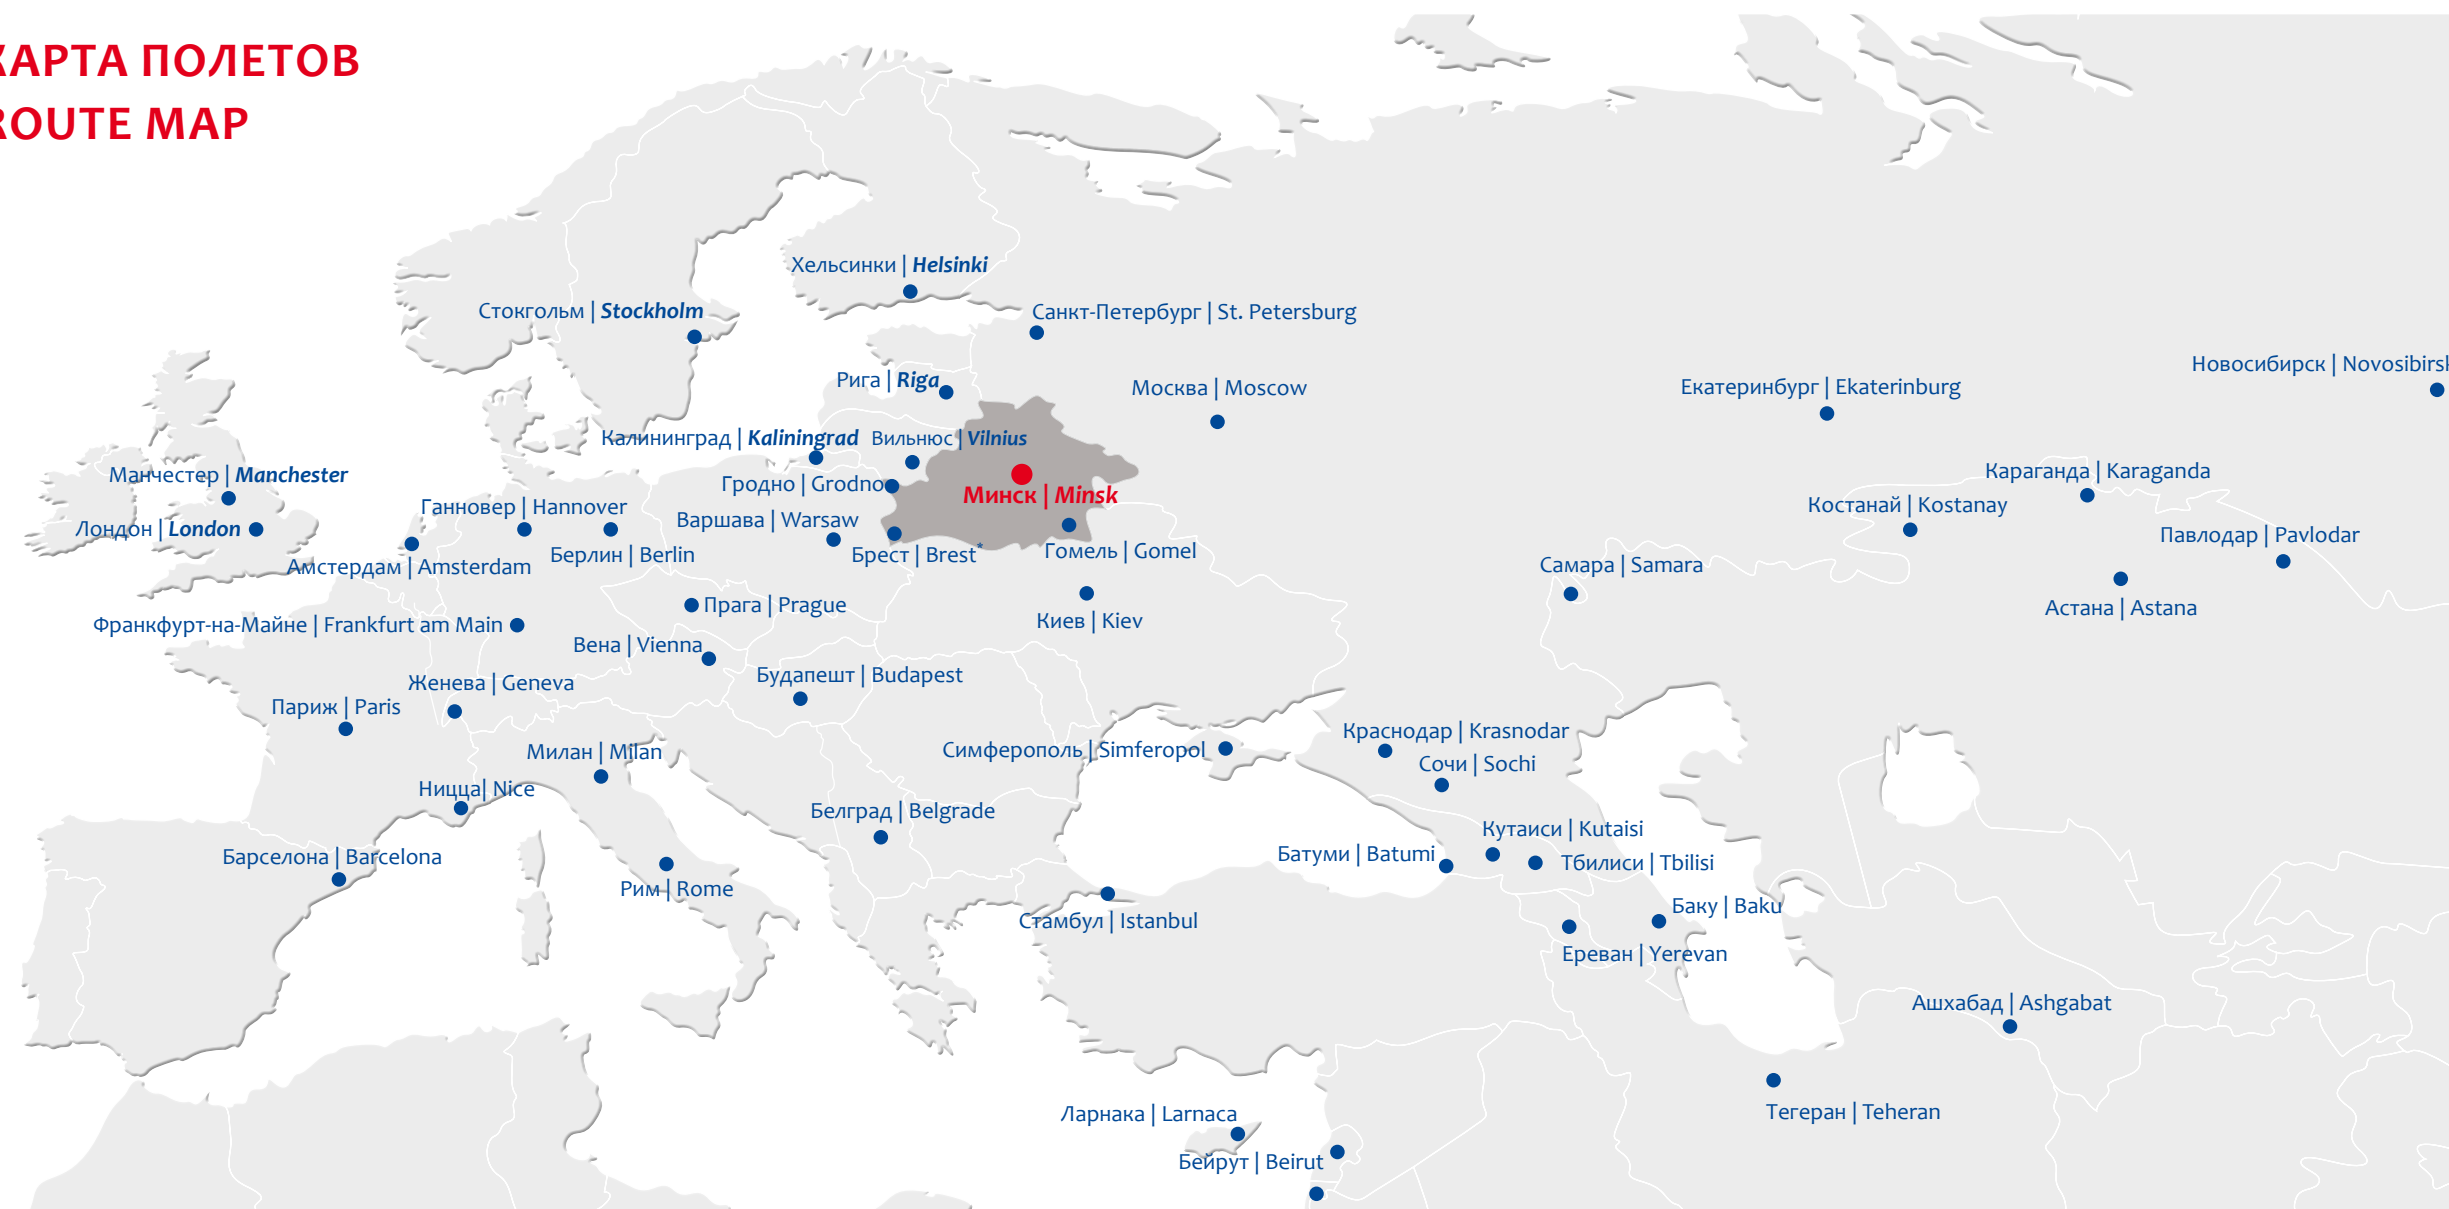 КАРТА ПОЛЕТОВ
ROUTE MAP
Хельсинки | Helsinki
Стокгольм | Stockholm
Санкт-Петербург | St. Petersburg
Новосибирск | Novosibirsk
Рига | Riga
Москва | Moscow
Екатеринбург | Ekaterinburg
Калининград | Kaliningrad
Вильнюс | Vilnius
Манчестер | Manchester
Гродно | Grodno
Минск | Minsk
Караганда | Karaganda
Ганновер | Hannover
Костанай | Kostanay
Лондон | London
Варшава | Warsaw
Павлодар | Pavlodar
Берлин | Berlin
Брест | Brest*
Гомель | Gomel
Амстердам | Amsterdam
Самара | Samara
Прага | Prague
Астана | Astana
Франкфурт-на-Майне | Frankfurt am Main
Киев | Kiev
Вена | Vienna
Женева | Geneva
Будапешт | Budapest
Париж | Paris
Краснодар | Krasnodar
Милан | Milan
Симферополь | Simferopol
Сочи | Sochi
Ницца| Nice
Белград | Belgrade
Кутаиси | Kutaisi
Барселона | Barcelona
Батуми | Batumi
Тбилиси | Tbilisi
Рим | Rome
Баку | Baku
Стамбул | Istanbul
Ереван | Yerevan
Ашхабад | Ashgabat
Ларнака | Larnaca
Тегеран | Teheran
Бейрут | Beirut